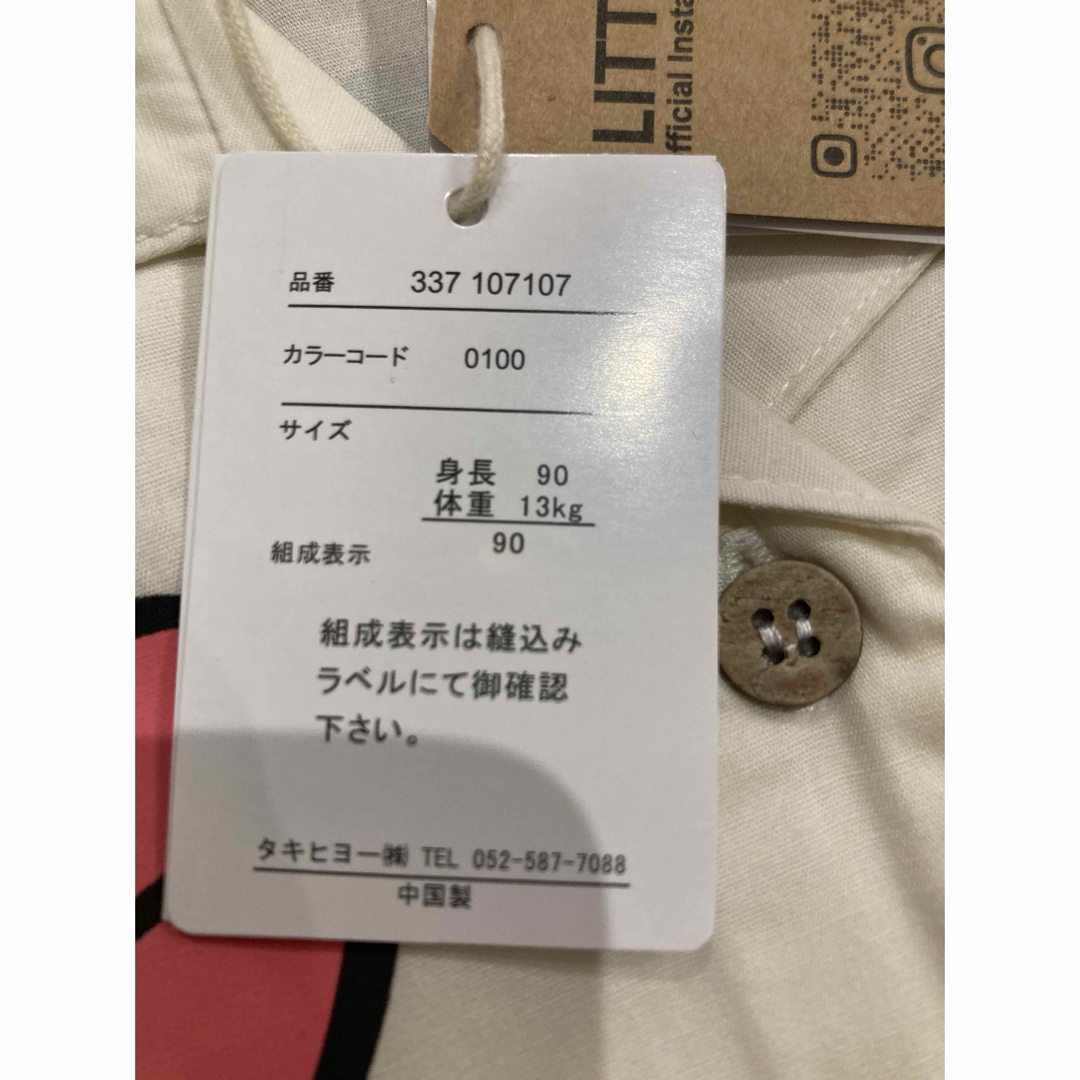 LITT
fficial Insta
品番 337 107107
カラーコード 0100
サイズ
身長 90
体重 13kg
90
組成表示
組成表示は縫込み
ラベルにて御確認
下さい。
タキヒヨー㈱ TEL 052-587-7088
中国製